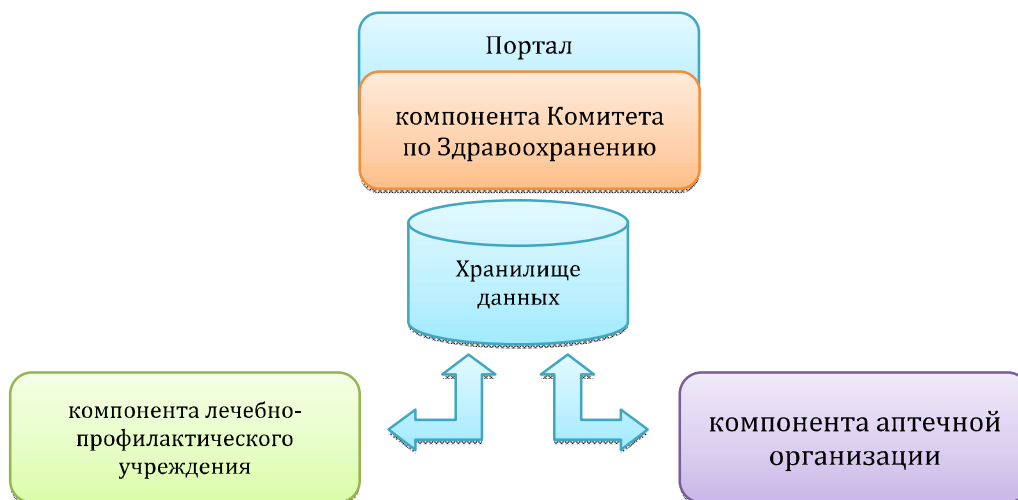 Портал
компонента Комитета
по Здравоохранению
Хранилище
данных
компонента лечебно-
профилактического
учреждения
компонента аптечной
организации